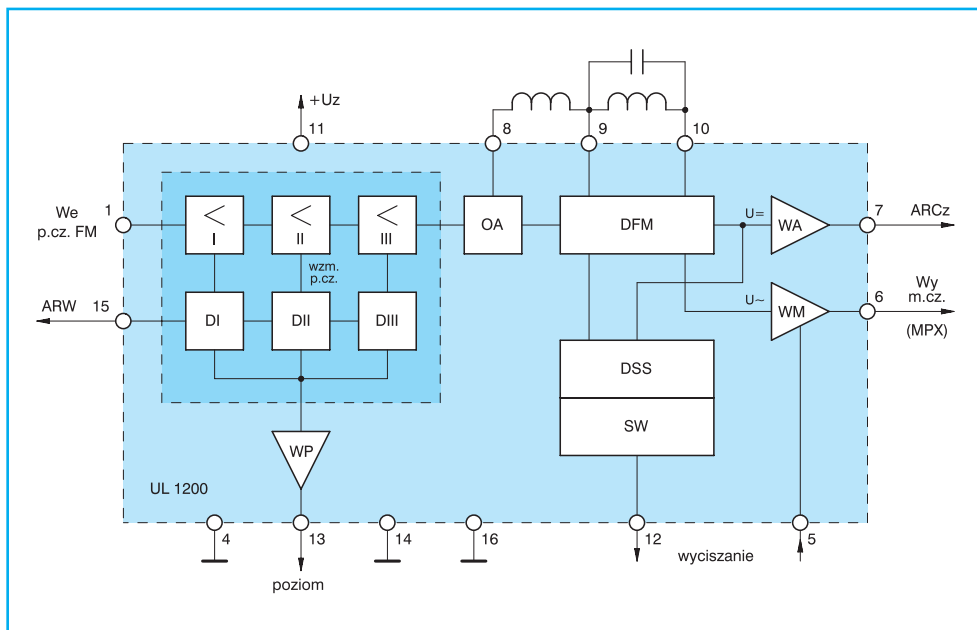 +Uz
11
8
9
10
We
p.cz. FM
1
I
II
III
OA
DFM
U=
WA
7
ARCz
wzm.
p.cz.
ARW
15
DI
DII
DIII
U~
WM
6
Wy
m.cz.
(MPX)
DSS
SW
WP
UL 1200
4
13
14
16
12
5
poziom
wyciszanie